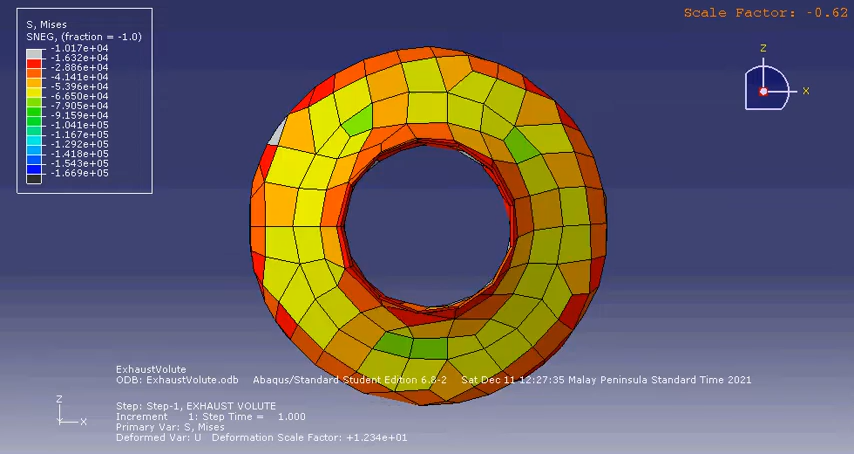 Scale Factor: -0.62
S, Mises
SNEG, (fraction = -1.0)
-1.017e+04
-1.632e+04
-2.886e+04
-4.141e+04
-5.396e+04
-6.650e+04
-7.905e+04
-9.159e+04
-1.041e+05
-1.167e+05
-1.292e+05
-1.418e+05
-1.543e+05
-1.669e+05
Z
X
ExhaustVolute
ODB: ExhaustVolute.odb Abaqus/Standard Student Edition 6.8-2 Sat Dec 11 12:27:35 Malay Peninsula Standard Time 2021
Z
X
Step: Step-1, EXHAUST VOLUTE
Increment 1: Step Time = 1.000
Primary Var: S, Mises
Deformed Var: U Deformation Scale Factor: +1.234e+01